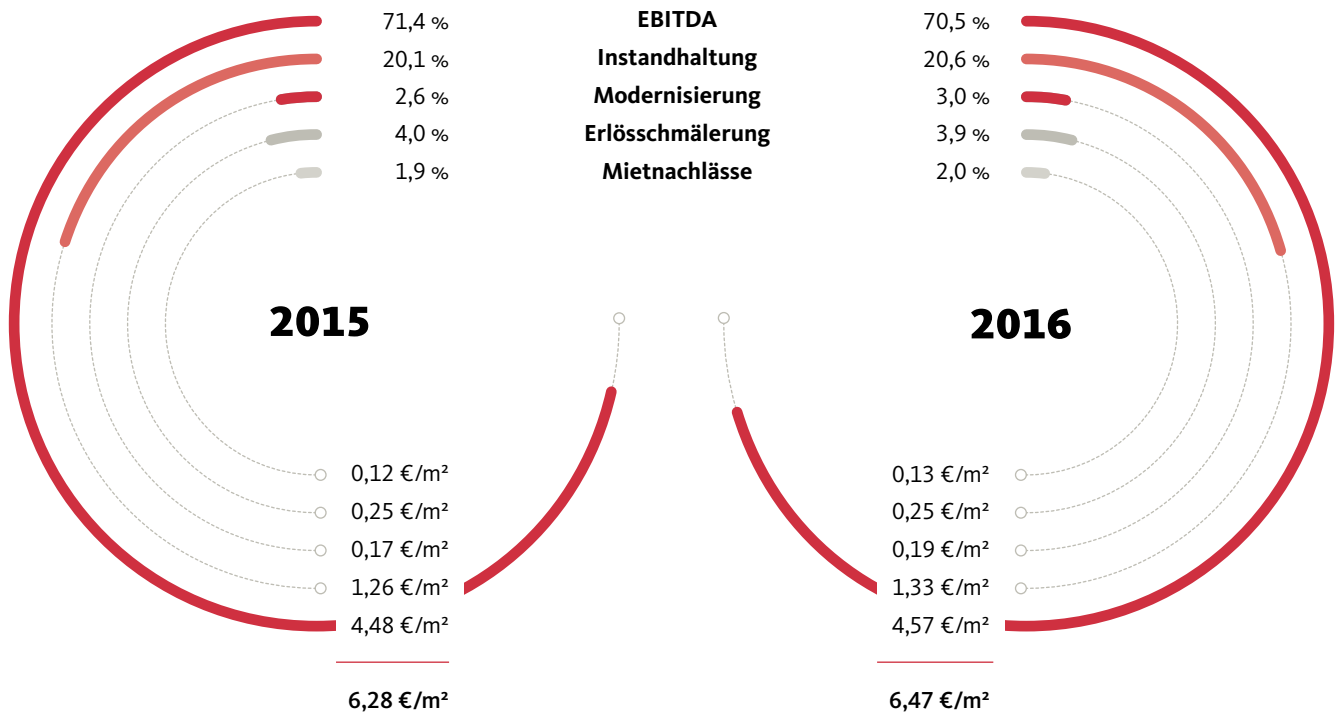 71,4 % EBITDA 70,5 %
20,1 % Instandhaltung 20,6 %
2,6 % Modernisierung 3,0 %
4,0 % Erlösschmälerung 3,9 %
1,9 % Mietnachlässe 2,0 %
2015 2016
0,12 €/m² 0,13 €/m²
0,25 €/m² 0,25 €/m²
0,17 €/m² 0,19 €/m²
1,26 €/m² 1,33 €/m²
4,48 €/m² 4,57 €/m²
6,28 €/m² 6,47 €/m²